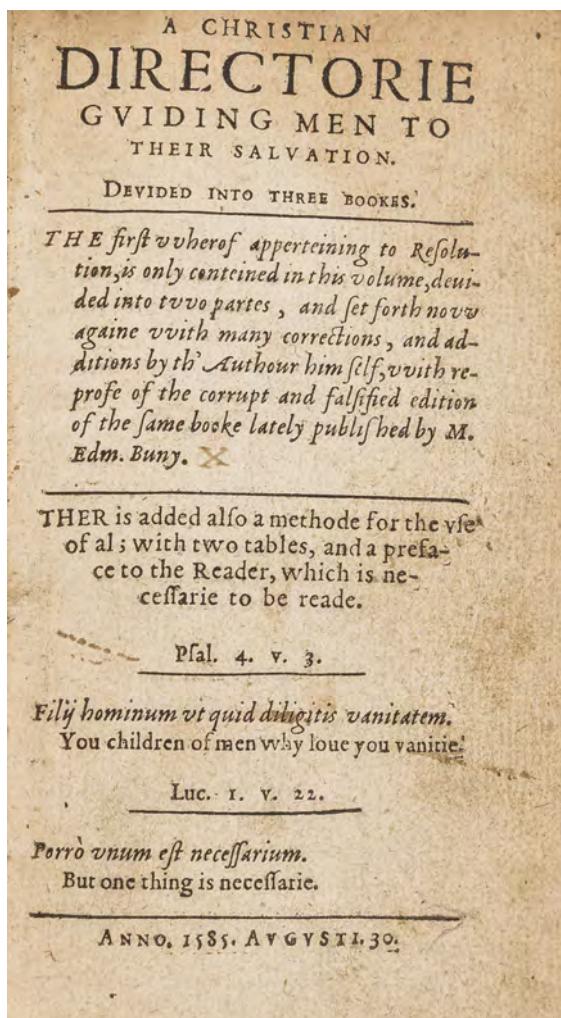 A CHRISTIAN
DIRECTORIE
GVIDING MEN TO
THEIR SALVATION.
DEVIDED INTO THREE BOOKES.
THE firſt vvherof apperteining to Reſolu-
tion, is only conteined in this volume, deui-
ded into tvvo partes, and ſet forth novv
againe vvith many corrections, and ad-
ditions by th' Authour him ſelf, vvith re-
profe of the corrupt and falſified edition
of the ſame booke lately publiſhed by M.
Edm. Buny.
THER is added alſo a methode for the vſe
of al; with two tables, and a prefa-
ce to the Reader, which is ne-
ceſſarie to be reade.
Pſal. 4. v. 3.
Filij hominum vt quid diligitis vanitatem.
You children of men why loue you vanitie.
Luc. 1. v. 22.
Porrò vnum eſt neceſſarium.
But one thing is neceſſarie.
ANNO. 1585. AVGVSTI. 30.